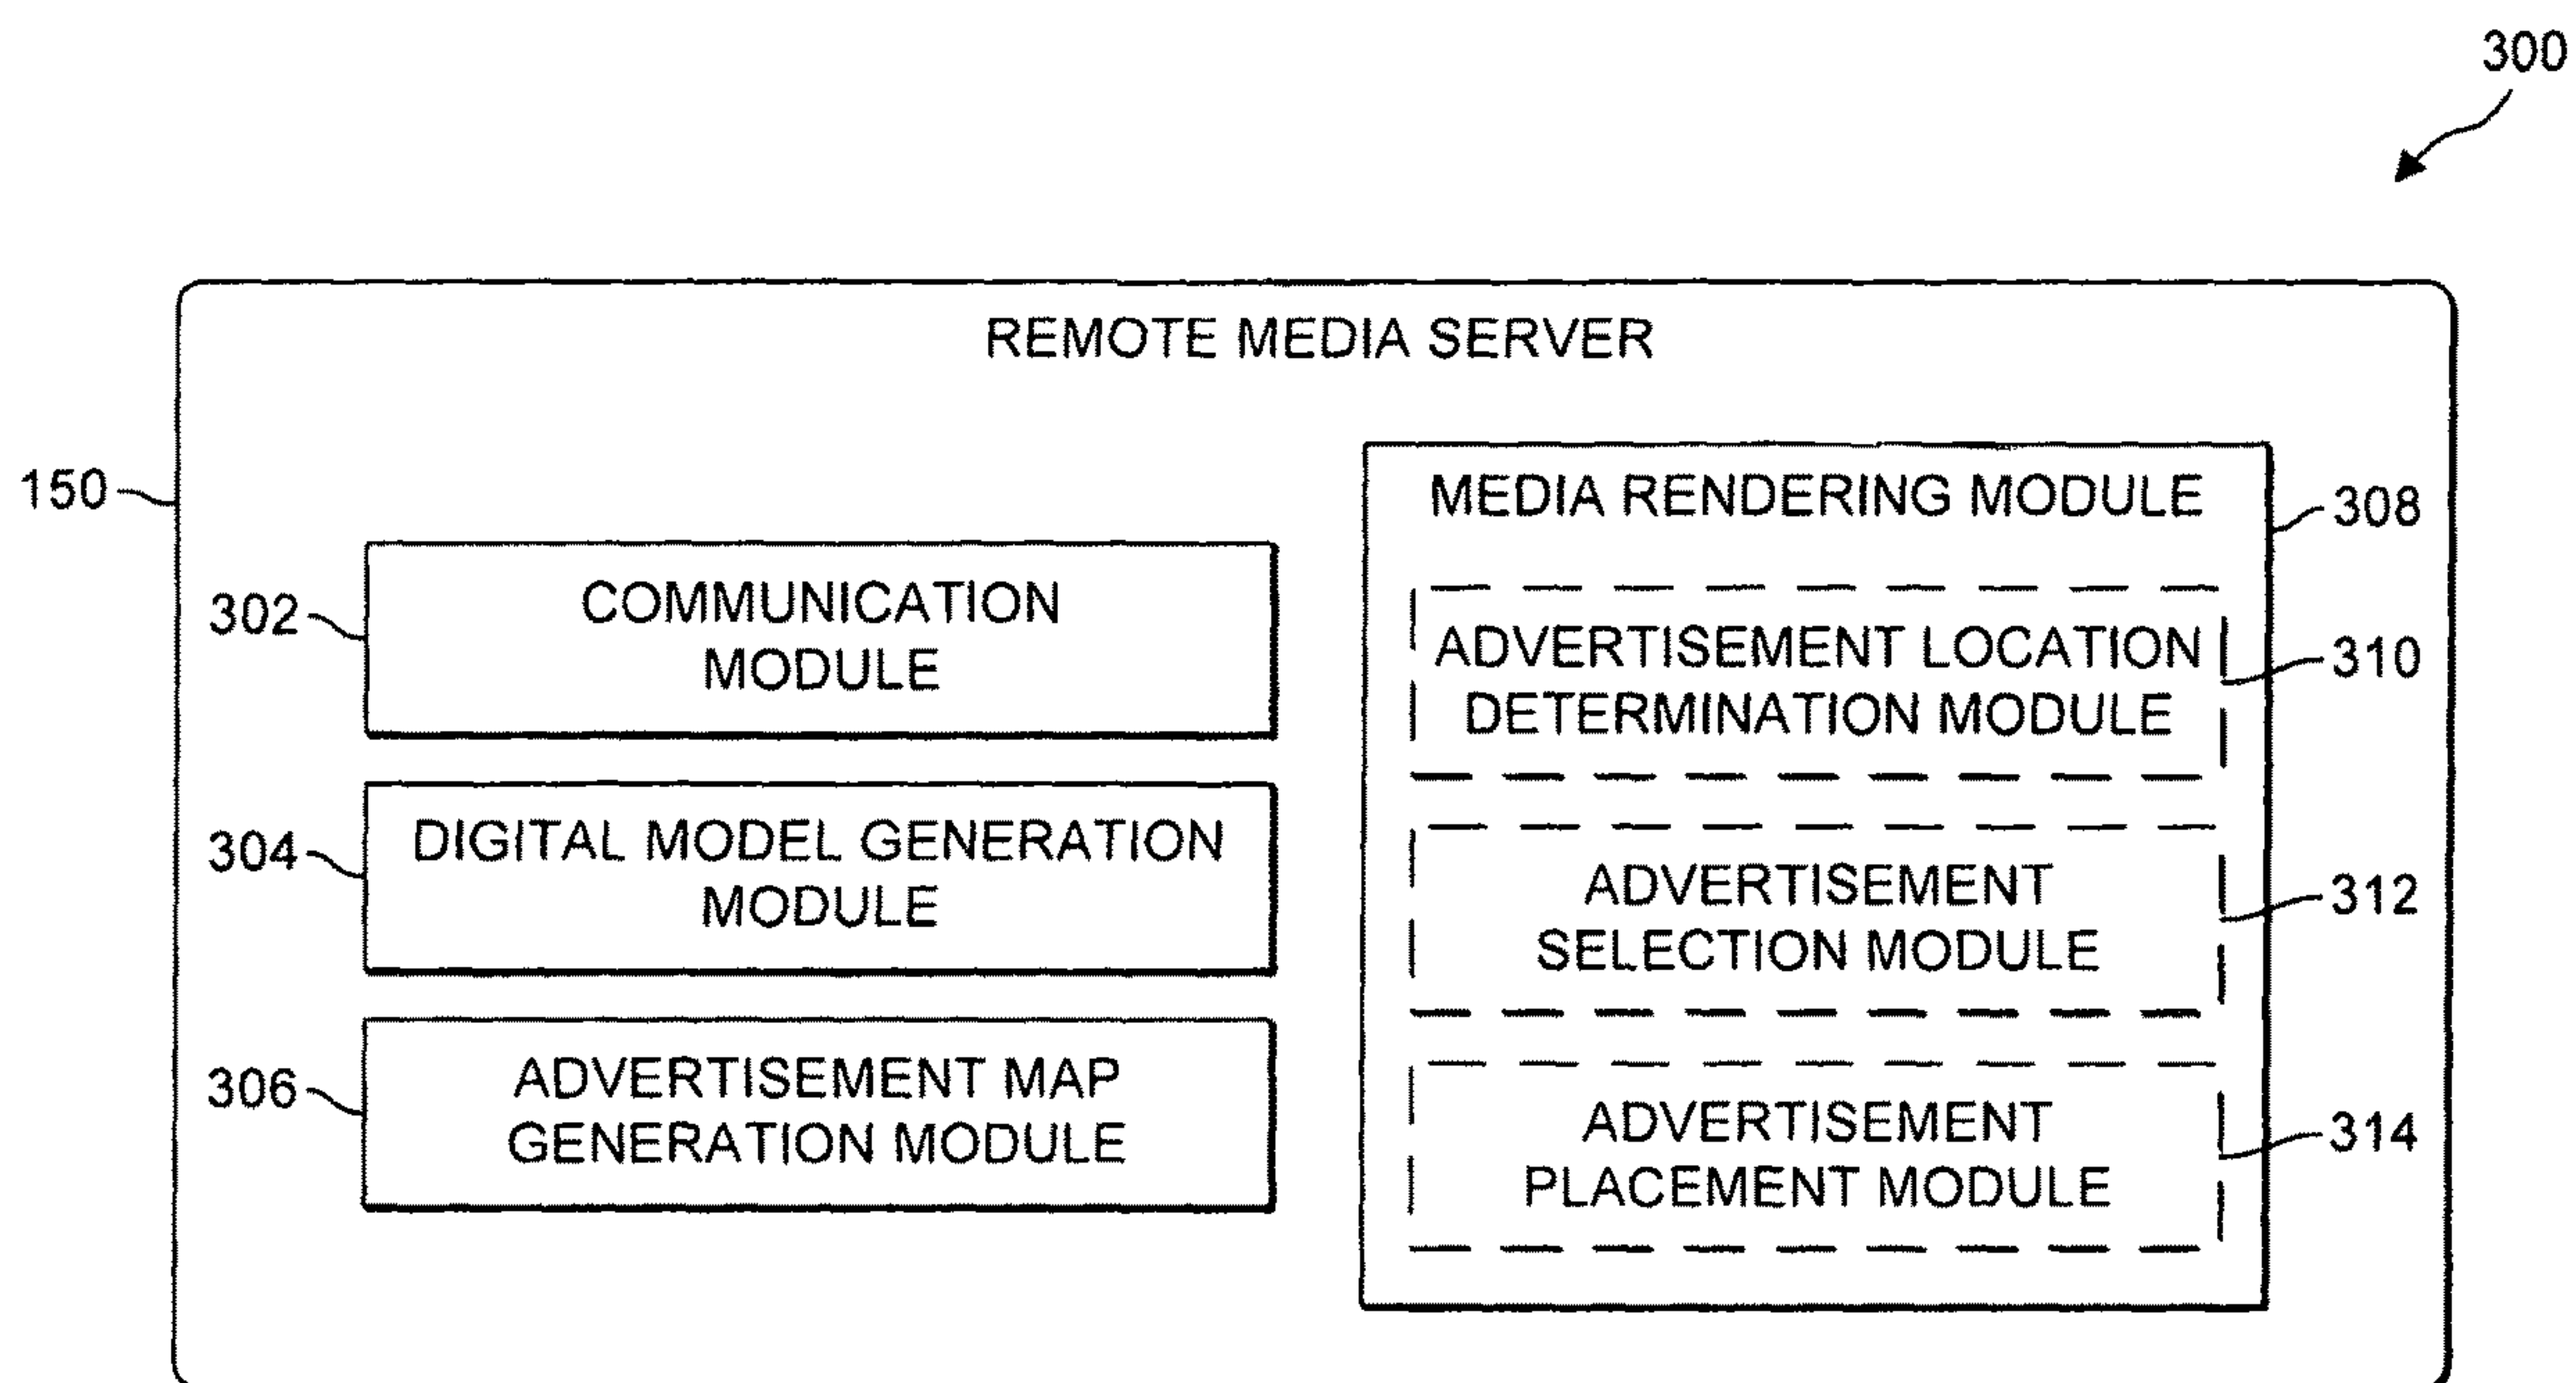 300
REMOTE MEDIA SERVER
150
302
COMMUNICATION
MODULE
304
DIGITAL MODEL GENERATION
MODULE
306
ADVERTISEMENT MAP
GENERATION MODULE
MEDIA RENDERING MODULE
308
ADVERTISEMENT LOCATION
DETERMINATION MODULE
310
ADVERTISEMENT
SELECTION MODULE
312
ADVERTISEMENT
PLACEMENT MODULE
314